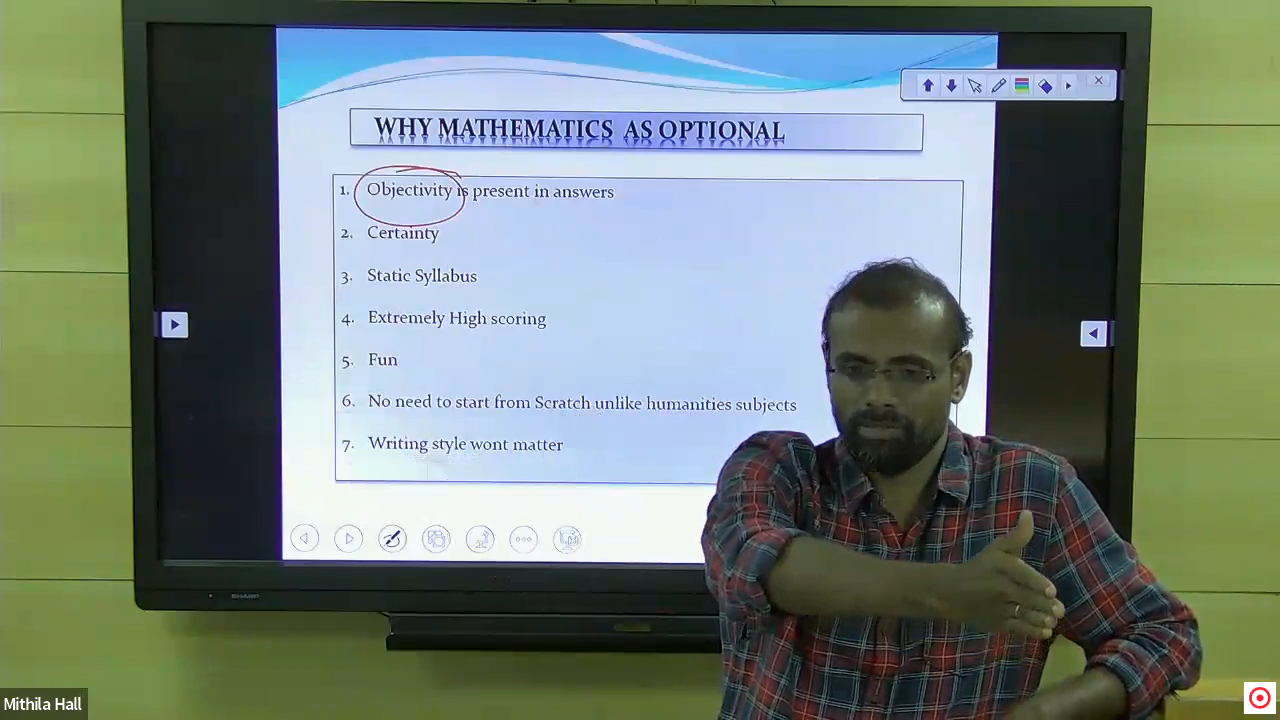 WHY MATHEMATICS AS OPTIONAL
1. Objectivity is present in answers
2. Certainty
3. Static Syllabus
4. Extremely High scoring
5. Fun
6. No need to start from Scratch unlike humanities subjects
7. Writing style wont matter
SHARP
Mithila Hall